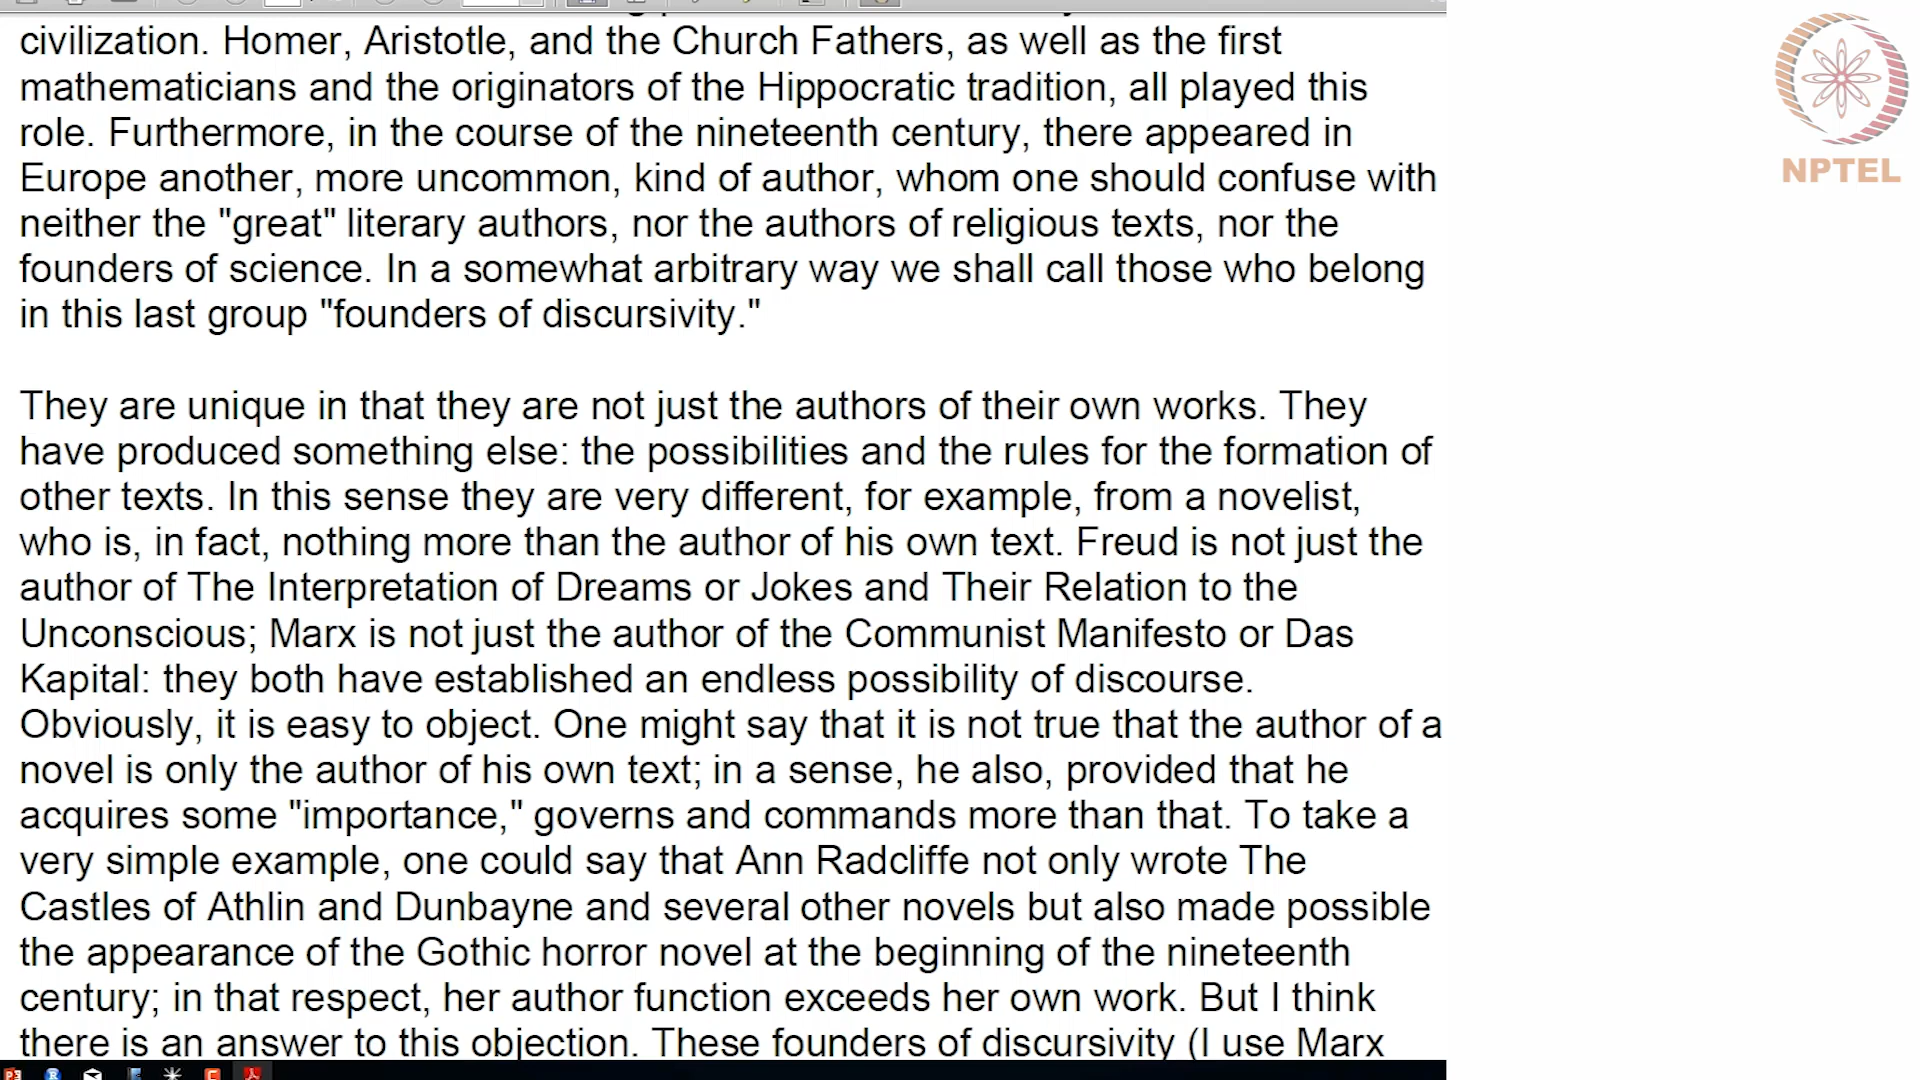 civilization. Homer, Aristotle, and the Church Fathers, as well as the first
mathematicians and the originators of the Hippocratic tradition, all played this
role. Furthermore, in the course of the nineteenth century, there appeared in
Europe another, more uncommon, kind of author, whom one should confuse with
neither the "great" literary authors, nor the authors of religious texts, nor the
founders of science. In a somewhat arbitrary way we shall call those who belong
in this last group "founders of discursivity."
They are unique in that they are not just the authors of their own works. They
have produced something else: the possibilities and the rules for the formation of
other texts. In this sense they are very different, for example, from a novelist,
who is, in fact, nothing more than the author of his own text. Freud is not just the
author of The Interpretation of Dreams or Jokes and Their Relation to the
Unconscious; Marx is not just the author of the Communist Manifesto or Das
Kapital: they both have established an endless possibility of discourse.
Obviously, it is easy to object. One might say that it is not true that the author of a
novel is only the author of his own text; in a sense, he also, provided that he
acquires some "importance," governs and commands more than that. To take a
very simple example, one could say that Ann Radcliffe not only wrote The
Castles of Athlin and Dunbayne and several other novels but also made possible
the appearance of the Gothic horror novel at the beginning of the nineteenth
century; in that respect, her author function exceeds her own work. But I think
there is an answer to this objection. These founders of discursivity (I use Marx
NPTEL